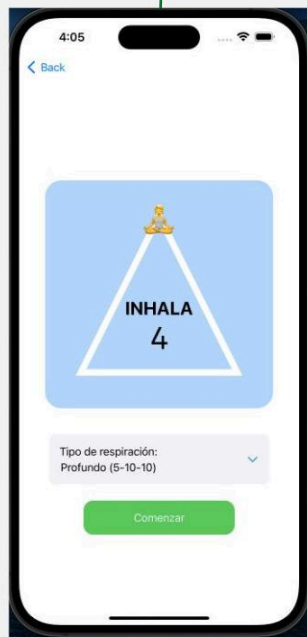 4:05
Back
INHALA
4
Tipo de respiración:
Profundo (5-10-10)
Comenzar